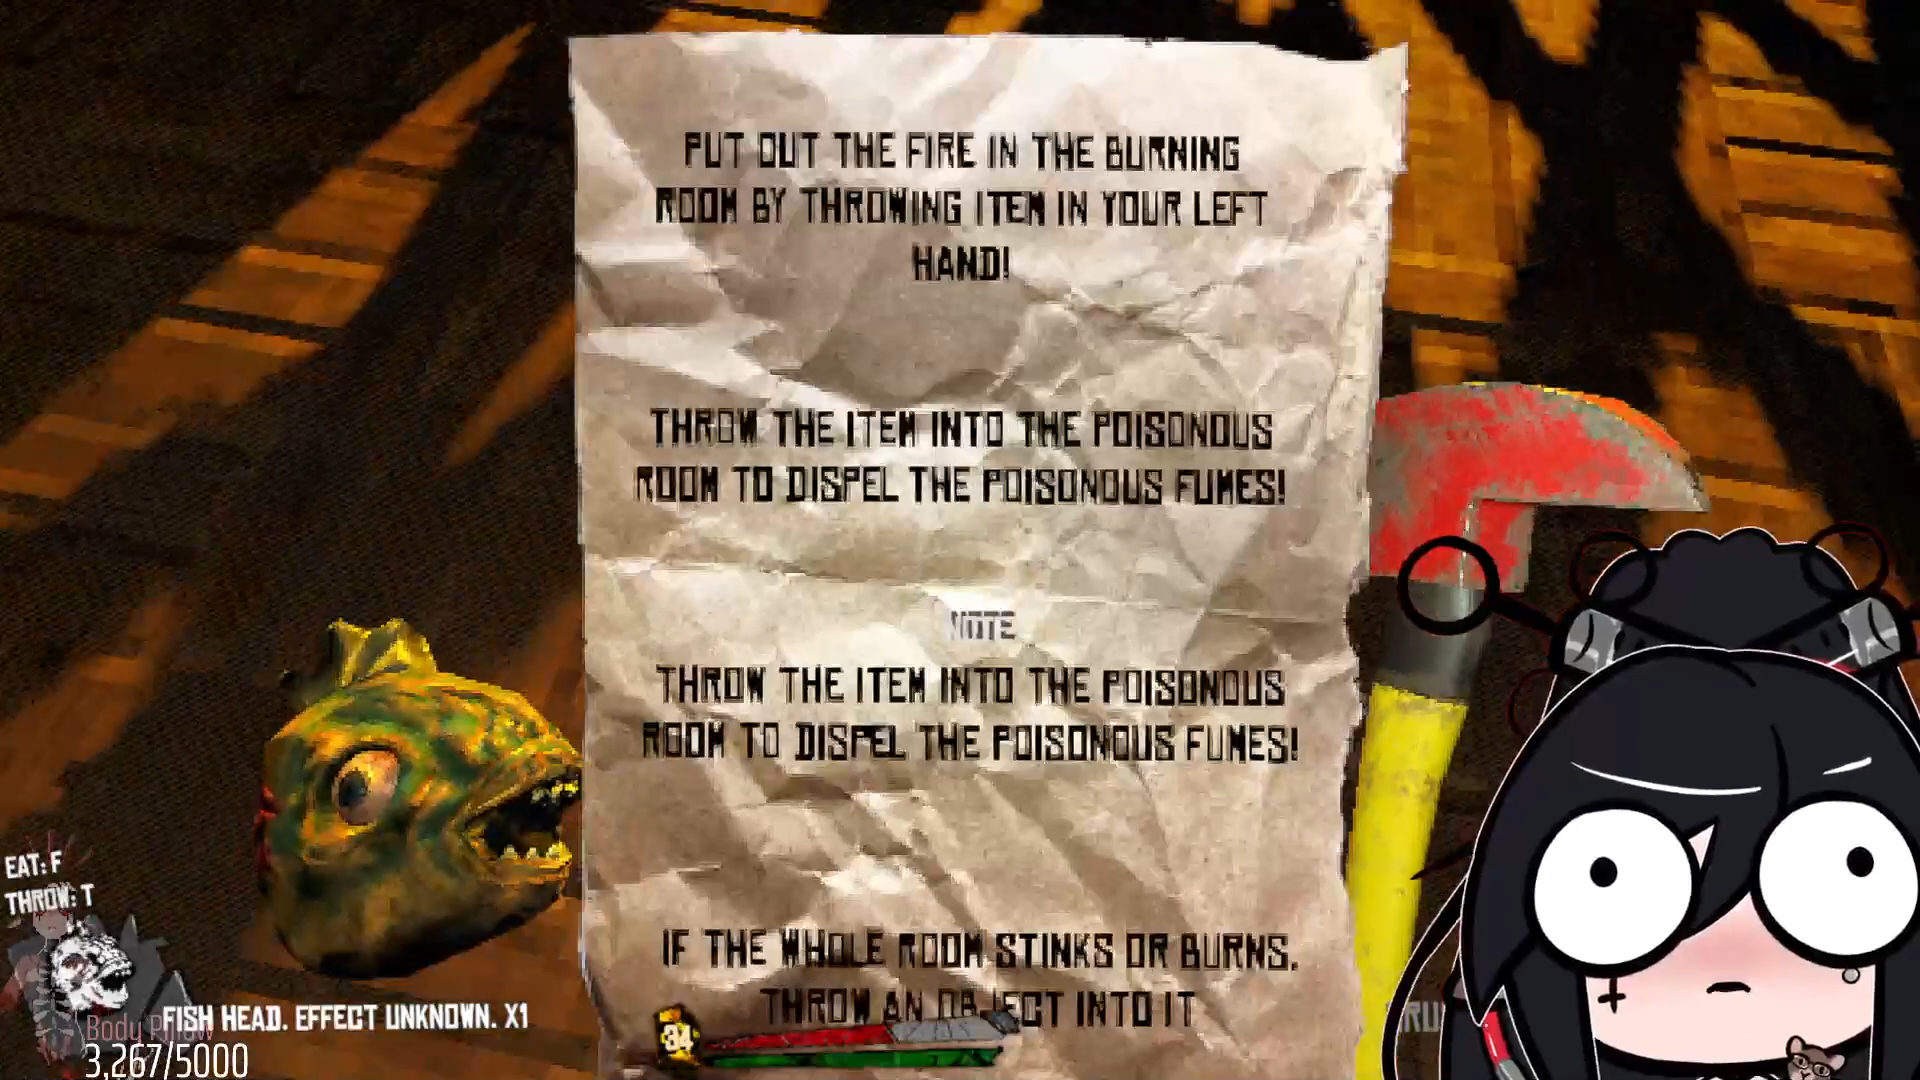 PUT OUT THE FIRE IN THE BURNING
ROOM BY THROWING ITEM IN YOUR LEFT
HAND!
THROW THE ITEM INTO THE POISONOUS
ROOM TO DISPEL THE POISONOUS FUMES!
NOTE
THROW THE ITEM INTO THE POISONOUS
ROOM TO DISPEL THE POISONOUS FUMES!
IF THE WHOLE ROOM STINKS OR BURNS,
THROW AN OBJECT INTO IT
EAT: F
THROW: T
FISH HEAD. EFFECT UNKNOWN. X1
Body Pillow
3,267/5000
34